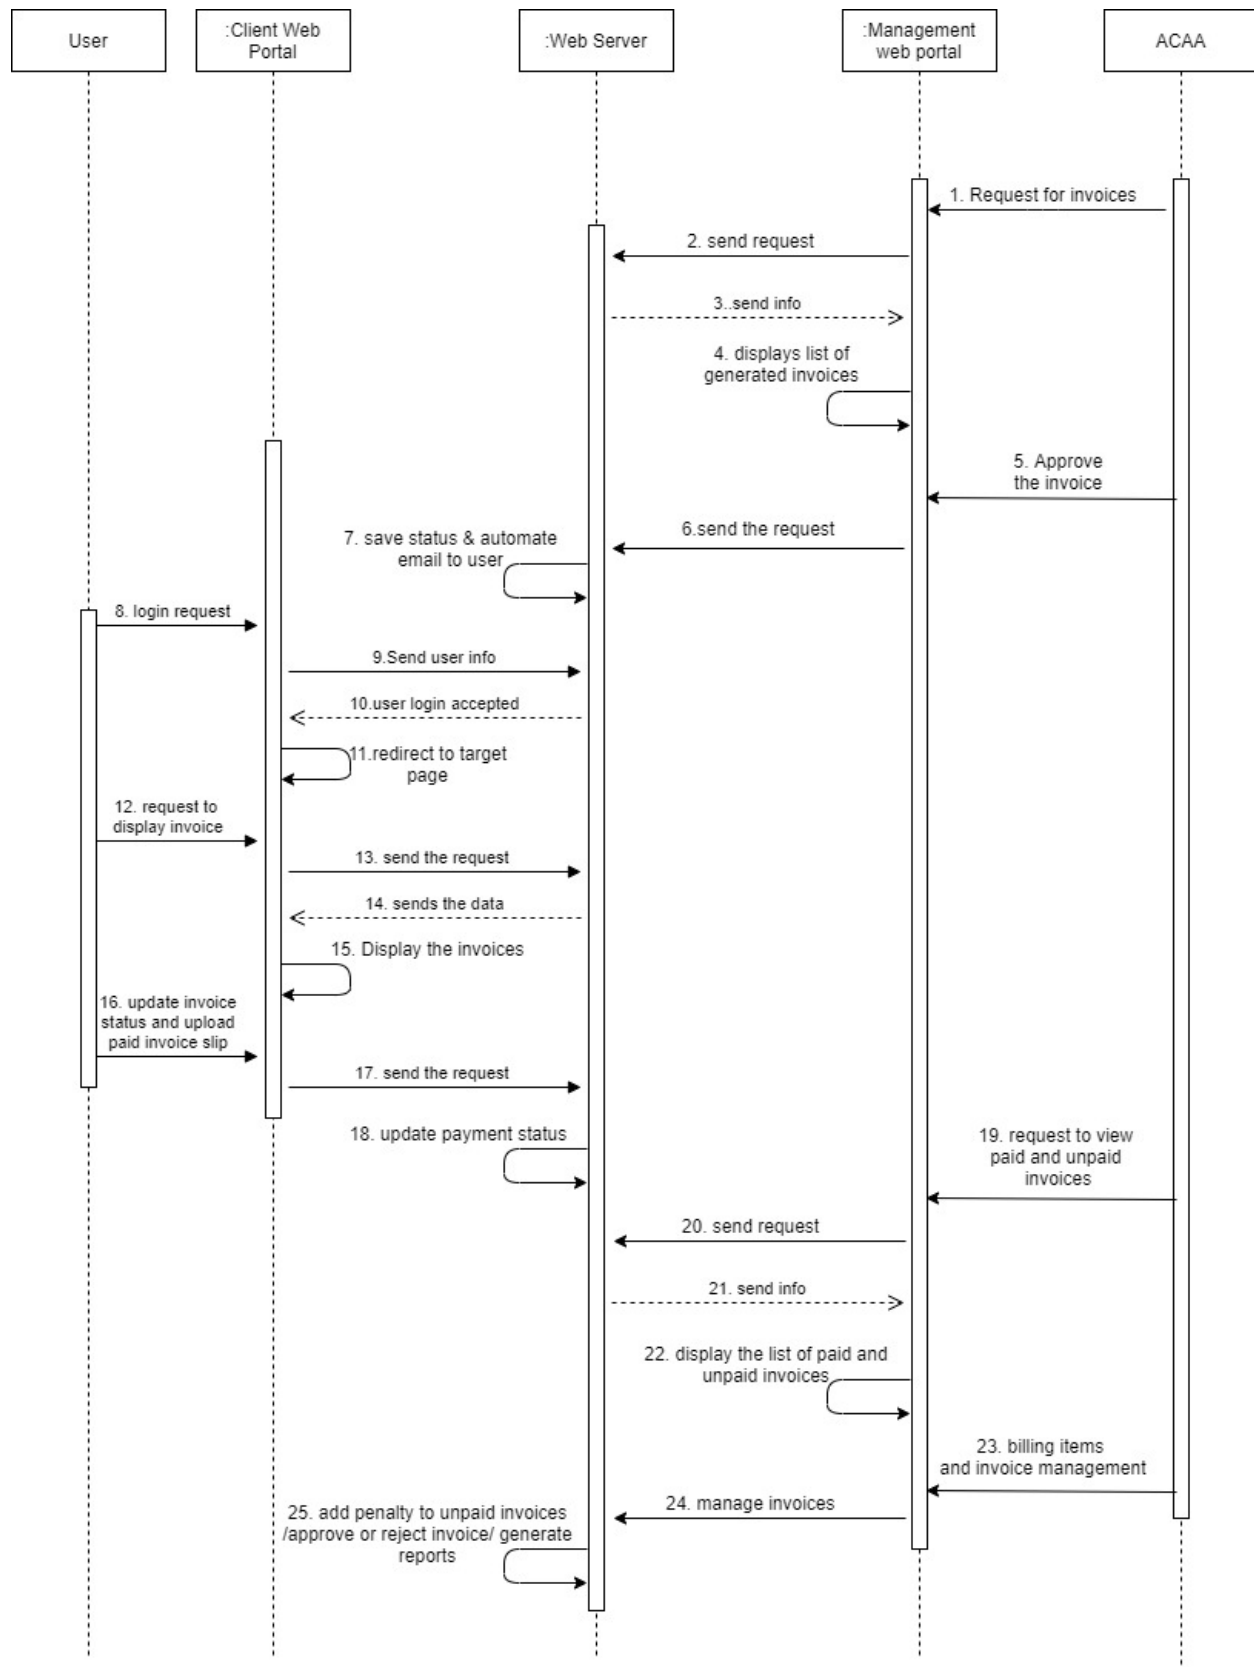 User
:Client Web
Portal
:Web Server
:Management
web portal
ACAA
1. Request for invoices
2. send request
3..send info
4. displays list of
generated invoices
5. Approve
the invoice
6.send the request
7. save status & automate
email to user
8. login request
9.Send user info
10.user login accepted
11.redirect to target
page
12. request to
display invoice
13. send the request
14. sends the data
15. Display the invoices
16. update invoice
status and upload
paid invoice slip
17. send the request
18. update payment status
19. request to view
paid and unpaid
invoices
20. send request
21. send info
22. display the list of paid and
unpaid invoices
23. billing items
and invoice management
24. manage invoices
25. add penalty to unpaid invoices
/approve or reject invoice/ generate
reports